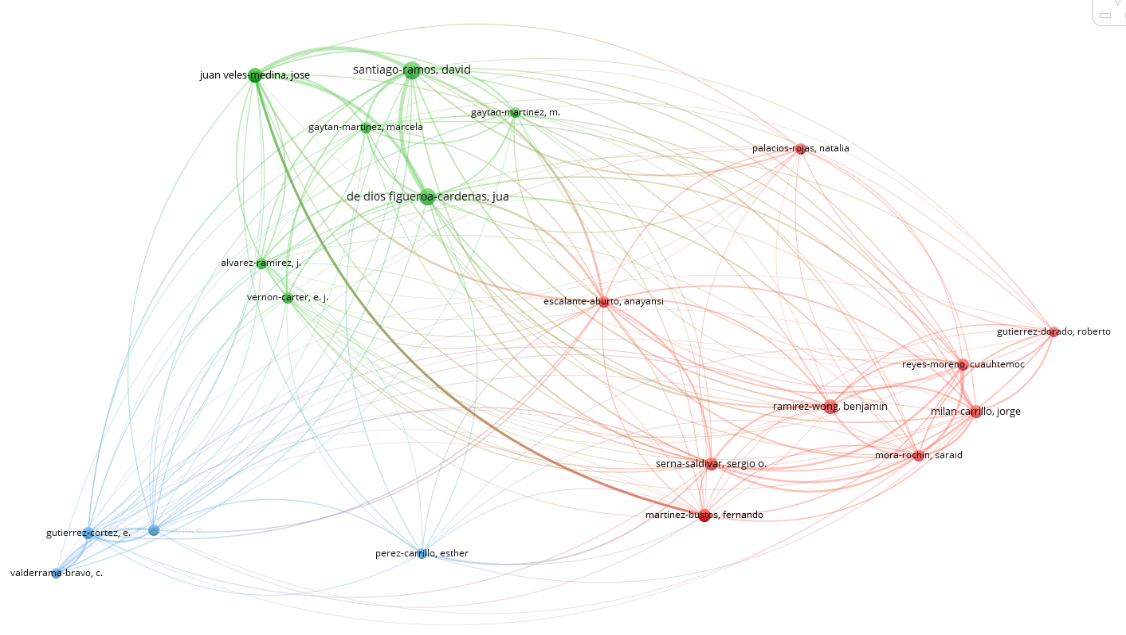 santiago-ramos, david
juan veles-medina, jose
gaytan-martinez, m.
gaytan-martinez, marcela
palacios-rojas, natalia
de dios figueroa-cardenas, jua
alvarez-ramirez, j.
vernon-carter, e. j.
escalante-aburto, anayansi
gutierrez-dorado, roberto
reyes-moreno, cuauhtemoc
ramirez-wong, benjamin
milan-carrillo, jorge
mora-rochin, saraid
serna-saldivar, sergio o.
martinez-bustos, fernando
gutierrez-cortez, e.
perez-carrillo, esther
valderrama-bravo, c.